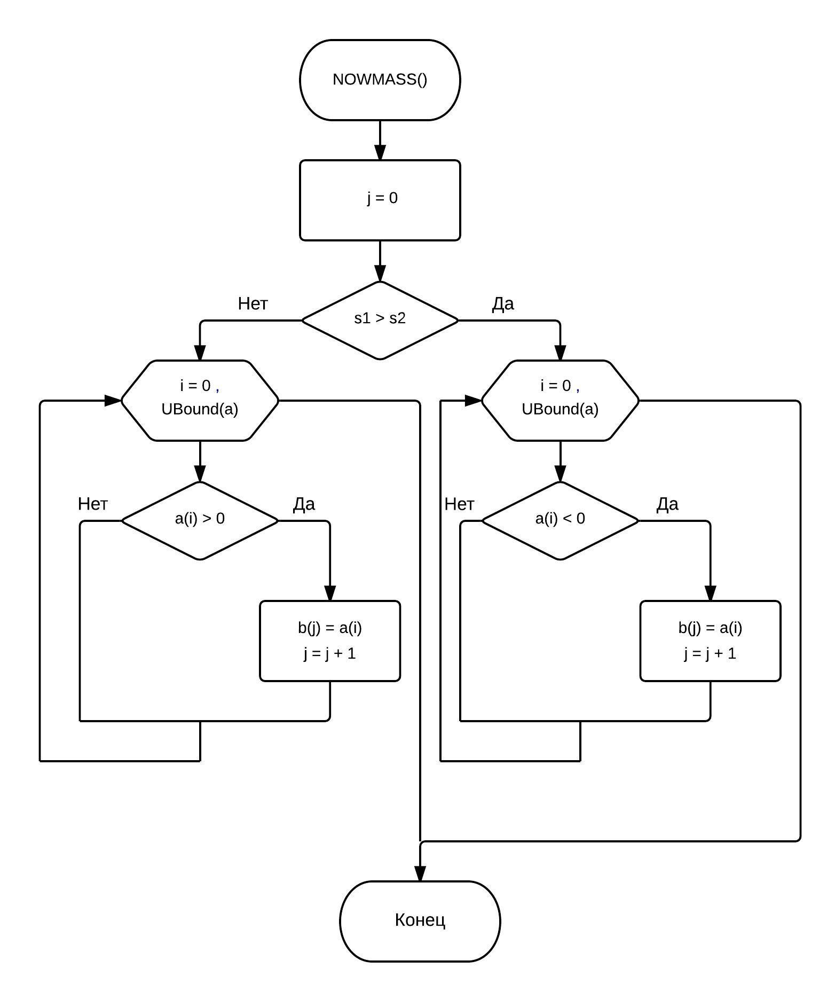 NOWMASS()
j = 0
Нет
s1 > s2
Да
i = 0 ,
UBound(a)
i = 0 ,
UBound(a)
Нет
a(i) > 0
Да
Нет
a(i) < 0
Да
b(j) = a(i)
j = j + 1
b(j) = a(i)
j = j + 1
Конец